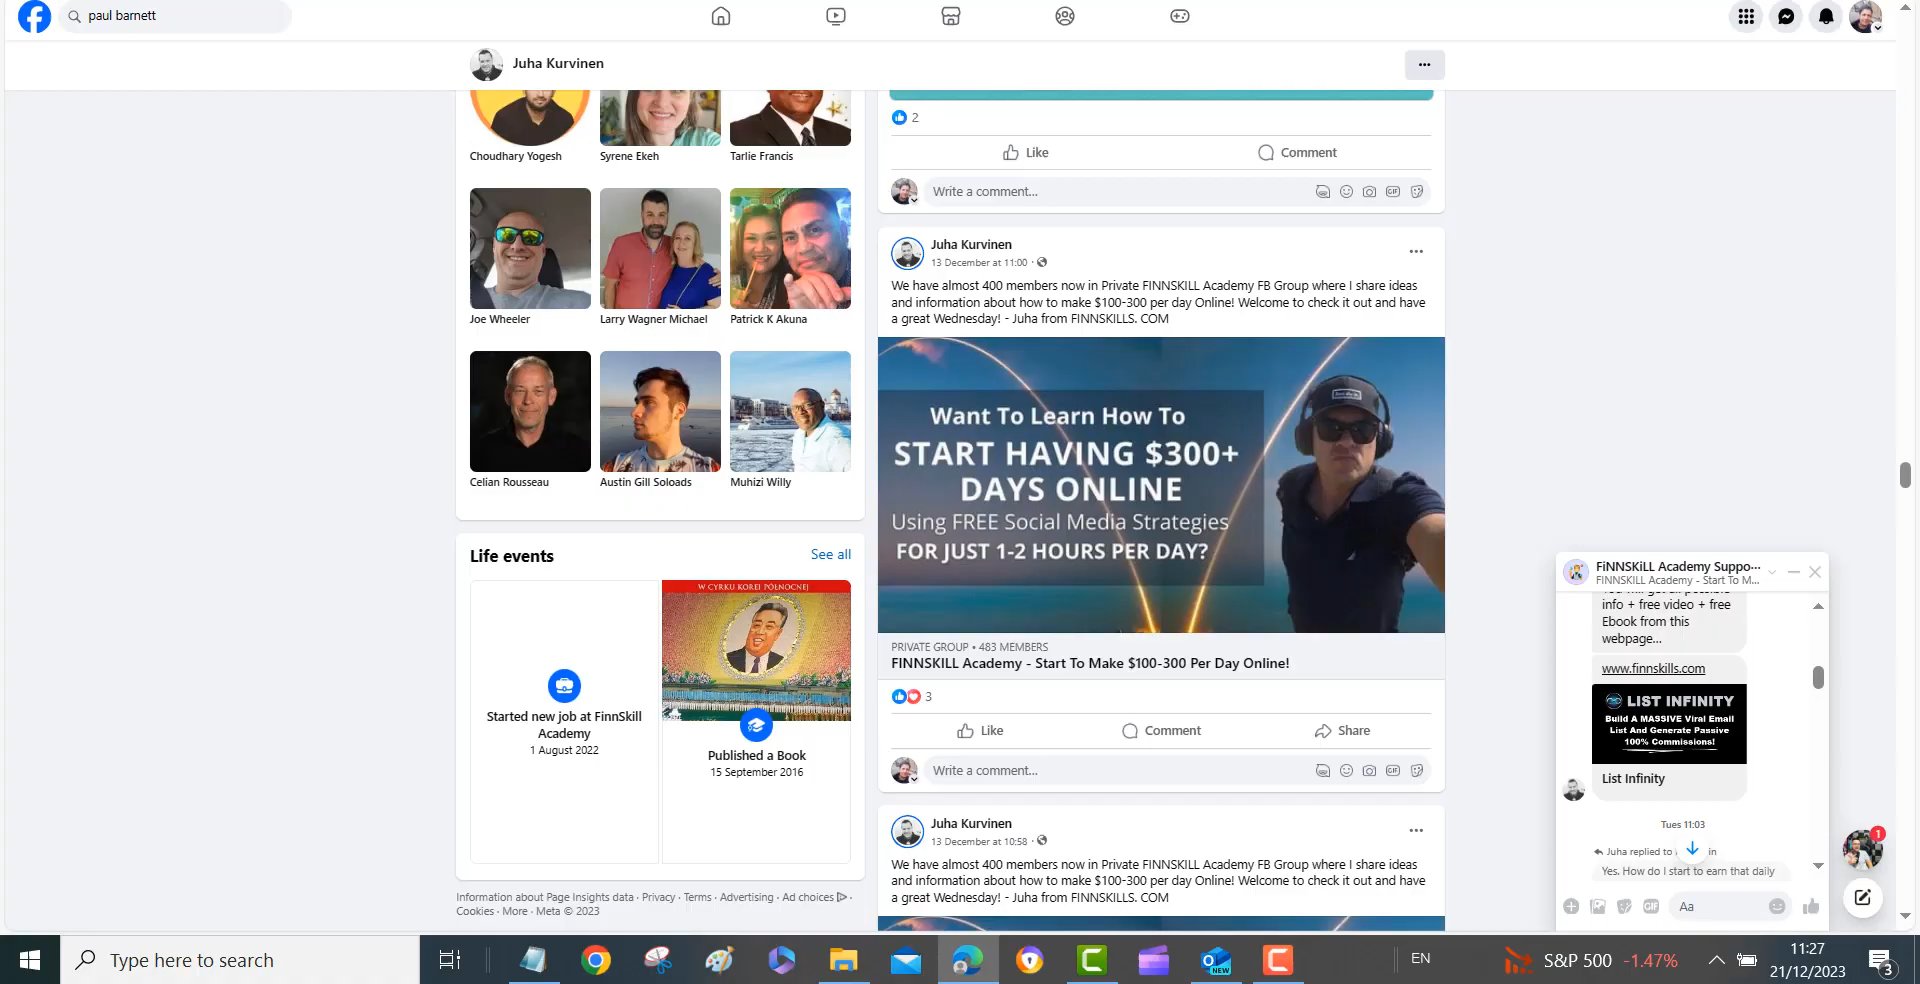 paul barnett
Juha Kurvinen
Choudhary Yogesh
Syrene Ekeh
Tarlie Francis
Joe Wheeler
Larry Wagner Michael
Patrick K Akuna
Celian Rousseau
Austin Gill Soloads
Muhizi Willy
Life events
See all
W CYRKU KOREI PÓŁNOCNEJ
Started new job at FinnSkill
Academy
1 August 2022
Published a Book
15 September 2016
Information about Page Insights data · Privacy · Terms · Advertising · Ad choices ·
Cookies · More · Meta © 2023
2
Like
Comment
Write a comment...
GIF
Juha Kurvinen
13 December at 11:00 ·
We have almost 400 members now in Private FINNSKILL Academy FB Group where I share ideas
and information about how to make $100-300 per day Online! Welcome to check it out and have
a great Wednesday! - Juha from FINNSKILLS. COM
Want To Learn How To
START HAVING $300+
DAYS ONLINE
Using FREE Social Media Strategies
FOR JUST 1-2 HOURS PER DAY?
PRIVATE GROUP • 483 MEMBERS
FINNSKILL Academy - Start To Make $100-300 Per Day Online!
3
Like
Comment
Share
Write a comment...
GIF
Juha Kurvinen
13 December at 10:58 ·
We have almost 400 members now in Private FINNSKILL Academy FB Group where I share ideas
and information about how to make $100-300 per day Online! Welcome to check it out and have
a great Wednesday! - Juha from FINNSKILLS. COM
FiNNSKiLL Academy Suppo...
FINNSKILL Academy - Start To M...
info + free video + free
Ebook from this
webpage...
www.finnskills.com
LIST INFINITY
Build A MASSIVE Viral Email
List And Generate Passive
100% Commissions!
List Infinity
Tues 11:03
Juha replied to
in
Yes. How do I start to earn that daily
GIF
Aa
1
Type here to search
NEW
EN
S&P 500 -1.47%
11:27
21/12/2023
3